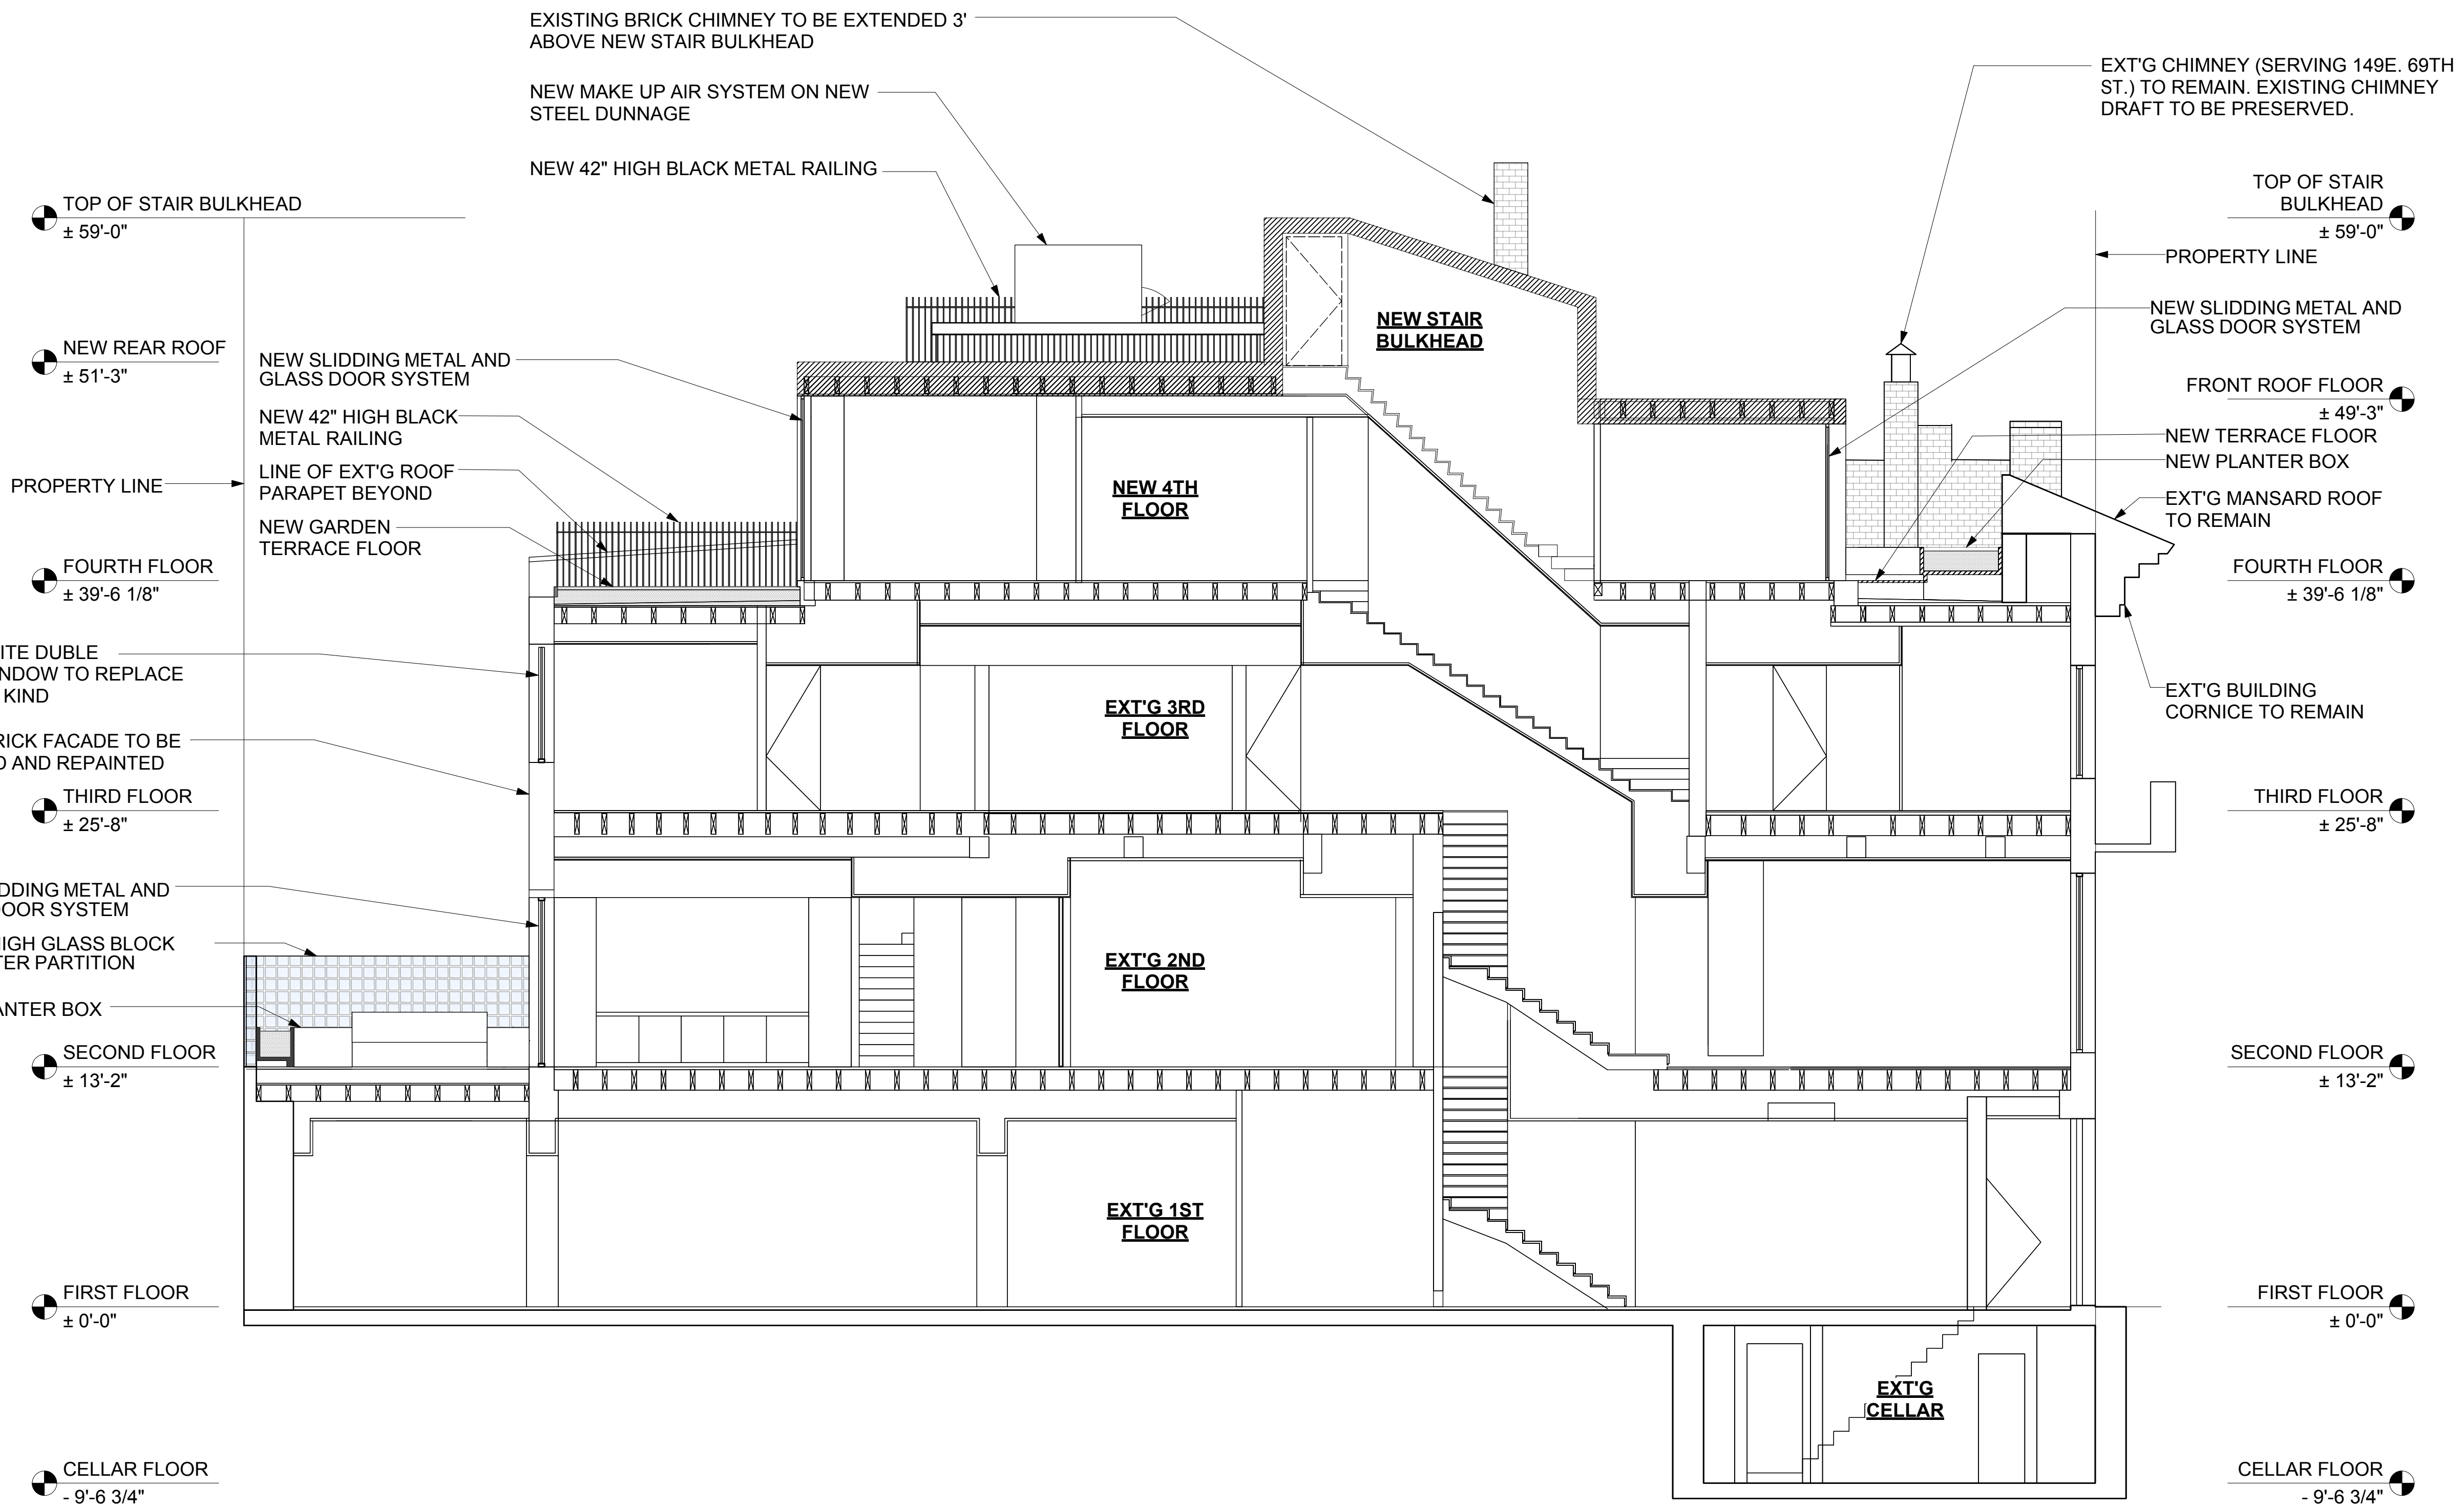 EXISTING BRICK CHIMNEY TO BE EXTENDED 3'
ABOVE NEW STAIR BULKHEAD
NEW MAKE UP AIR SYSTEM ON NEW
STEEL DUNNAGE
NEW 42" HIGH BLACK METAL RAILING
EXT'G CHIMNEY (SERVING 149E. 69TH
ST.) TO REMAIN. EXISTING CHIMNEY
DRAFT TO BE PRESERVED.
TOP OF STAIR BULKHEAD
± 59'-0"
NEW REAR ROOF
± 51'-3"
NEW SLIDDING METAL AND
GLASS DOOR SYSTEM
NEW 42" HIGH BLACK
METAL RAILING
LINE OF EXT'G ROOF
PARAPET BEYOND
PROPERTY LINE
NEW GARDEN
TERRACE FLOOR
FOURTH FLOOR
± 39'-6 1/8"
ITE DUBLE
NDOW TO REPLACE
KIND
RICK FACADE TO BE
D AND REPAINTED
THIRD FLOOR
± 25'-8"
IDDING METAL AND
DOOR SYSTEM
HIGH GLASS BLOCK
TER PARTITION
ANTER BOX
SECOND FLOOR
± 13'-2"
FIRST FLOOR
± 0'-0"
CELLAR FLOOR
- 9'-6 3/4"
NEW STAIR
BULKHEAD
NEW 4TH
FLOOR
EXT'G 3RD
FLOOR
EXT'G 2ND
FLOOR
EXT'G 1ST
FLOOR
EXT'G
CELLAR
TOP OF STAIR
BULKHEAD
± 59'-0"
PROPERTY LINE
NEW SLIDDING METAL AND
GLASS DOOR SYSTEM
FRONT ROOF FLOOR
± 49'-3"
NEW TERRACE FLOOR
NEW PLANTER BOX
EXT'G MANSARD ROOF
TO REMAIN
FOURTH FLOOR
± 39'-6 1/8"
EXT'G BUILDING
CORNICE TO REMAIN
THIRD FLOOR
± 25'-8"
SECOND FLOOR
± 13'-2"
FIRST FLOOR
± 0'-0"
CELLAR FLOOR
- 9'-6 3/4"